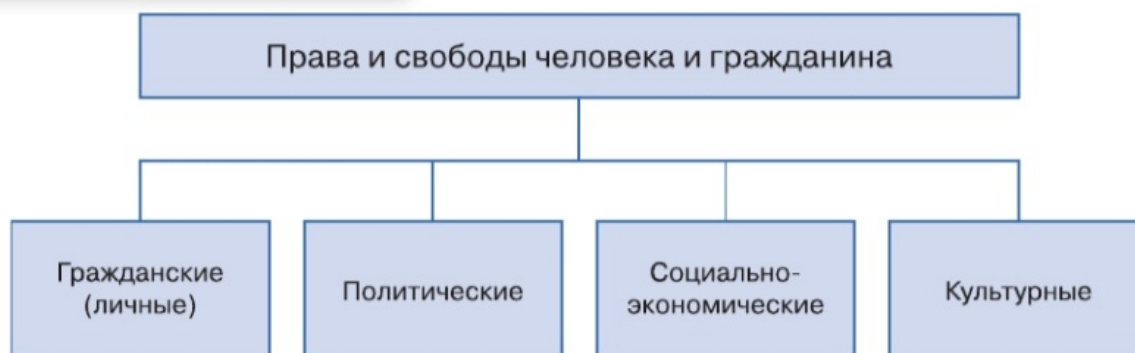 Права и свободы человека и гражданина
Гражданские
(личные)
Политические
Социально-
экономические
Культурные